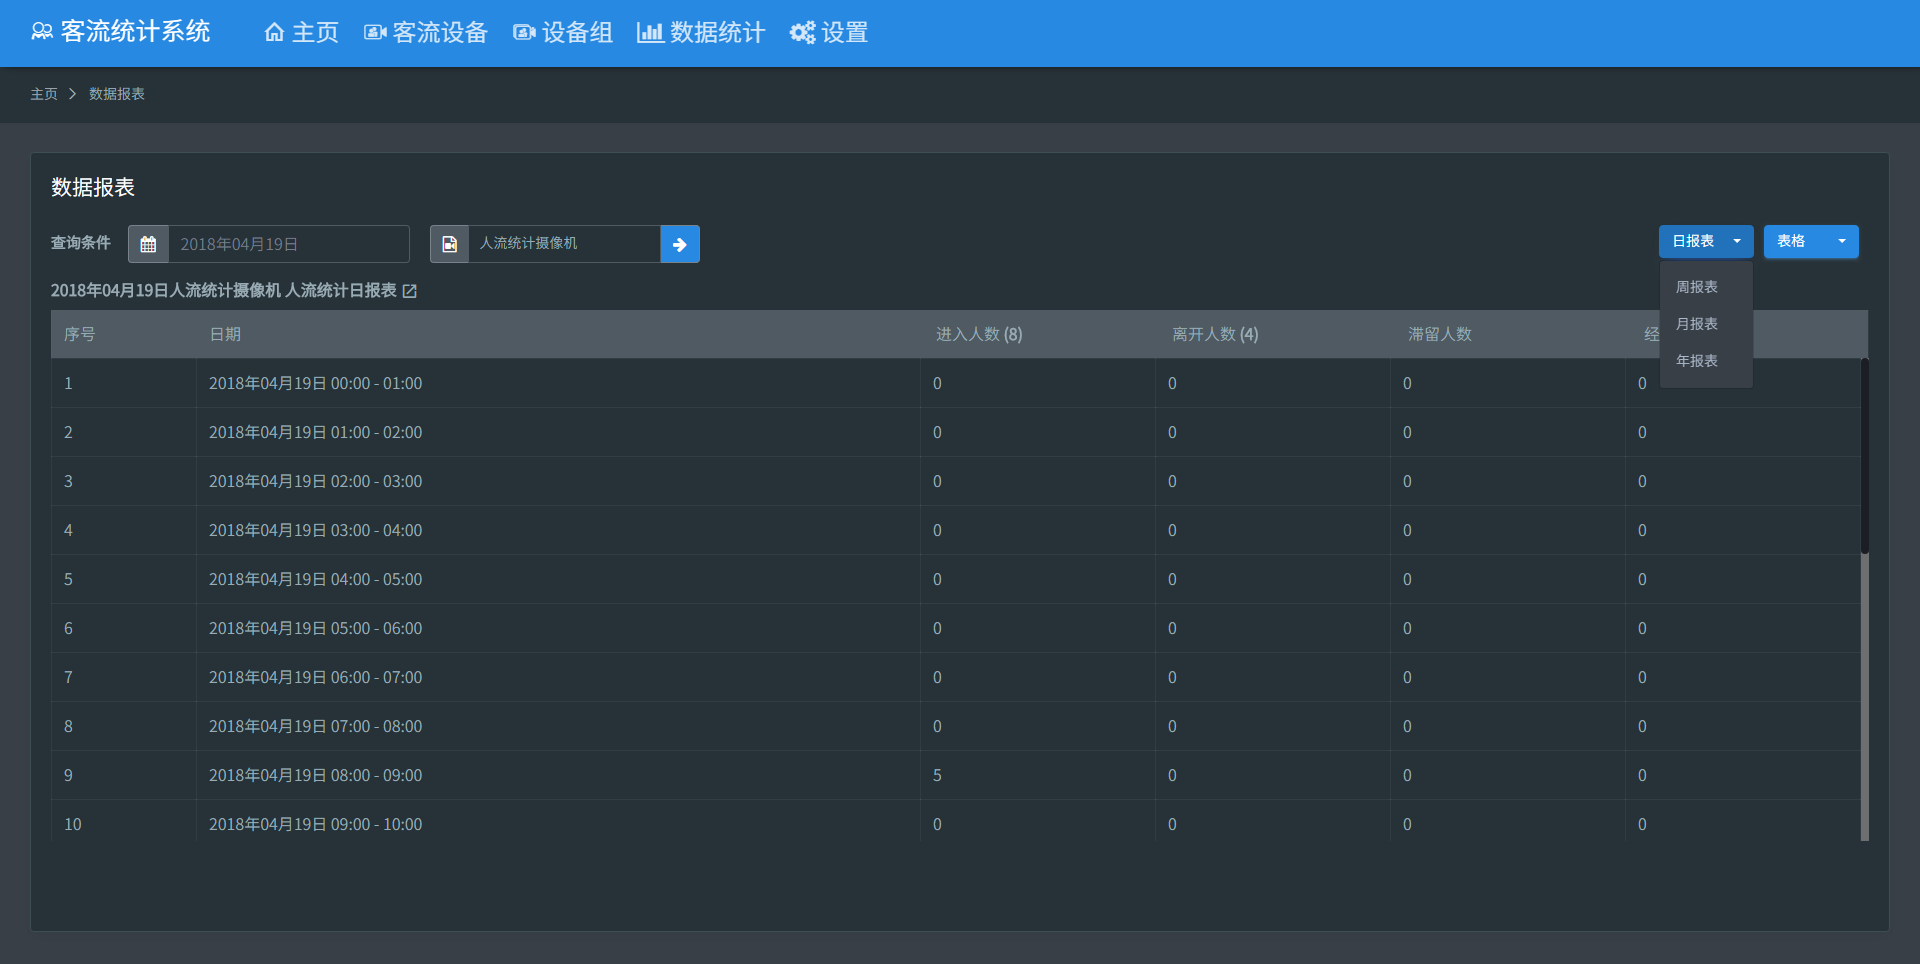 客流统计系统 主页 客流设备 设备组 数据统计 设置
主页 数据报表
数据报表
查询条件 2018年04月19日 人流统计摄像机 日报表 表格
周报表
月报表
年报表
2018年04月19日人流统计摄像机 人流统计日报表
序号 日期 进入人数 (8) 离开人数 (4) 滞留人数 经
1 2018年04月19日 00:00 - 01:00 0 0 0 0
2 2018年04月19日 01:00 - 02:00 0 0 0 0
3 2018年04月19日 02:00 - 03:00 0 0 0 0
4 2018年04月19日 03:00 - 04:00 0 0 0 0
5 2018年04月19日 04:00 - 05:00 0 0 0 0
6 2018年04月19日 05:00 - 06:00 0 0 0 0
7 2018年04月19日 06:00 - 07:00 0 0 0 0
8 2018年04月19日 07:00 - 08:00 0 0 0 0
9 2018年04月19日 08:00 - 09:00 5 0 0 0
10 2018年04月19日 09:00 - 10:00 0 0 0 0